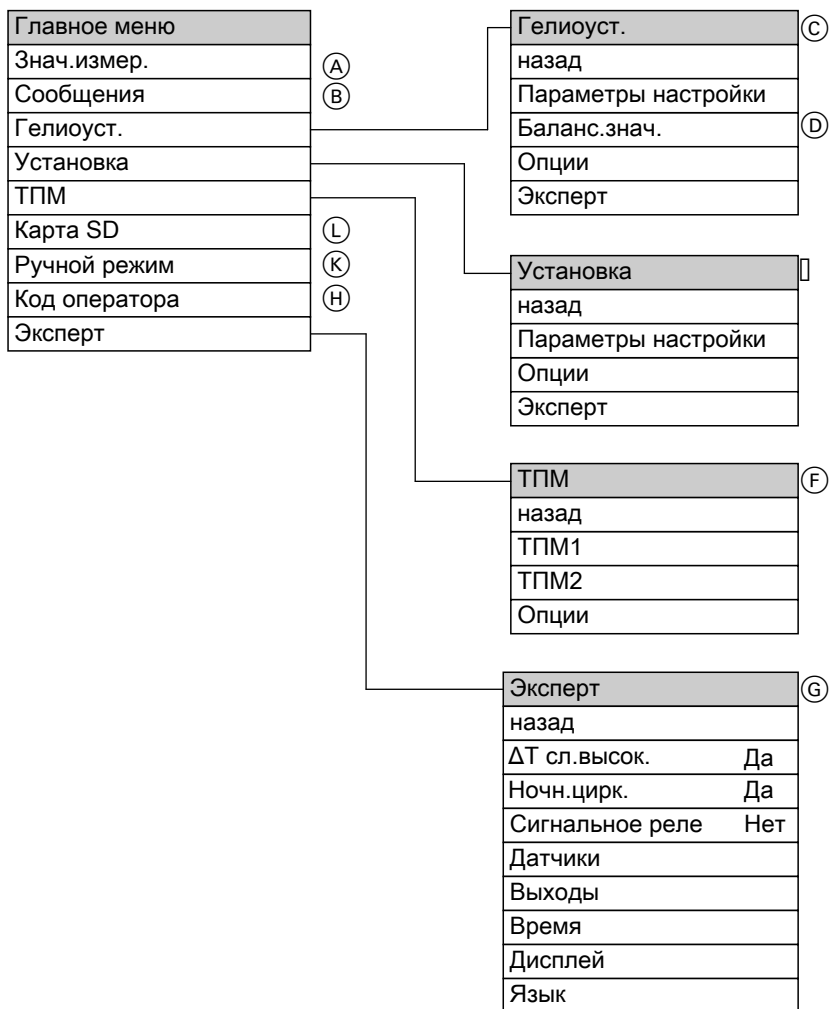 Главное меню
Знач.измер. A
Сообщения B
Гелиоуст.
Установка
ТПМ
Карта SD L
Ручной режим K
Код оператора H
Эксперт
Гелиоуст. C
назад
Параметры настройки
Баланс.знач. D
Опции
Эксперт
Установка
назад
Параметры настройки
Опции
Эксперт
ТПМ F
назад
ТПМ1
ТПМ2
Опции
Эксперт G
назад
ΔT сл.высок. Да
Ночн.цирк. Да
Сигнальное реле Нет
Датчики
Выходы
Время
Дисплей
Язык